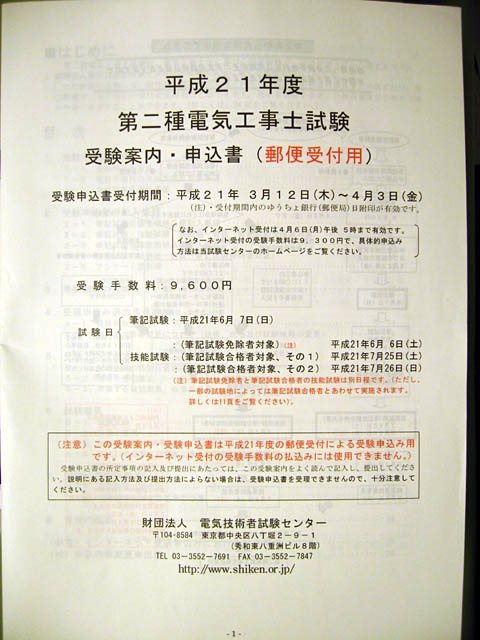 平成２１年度
第二種電気工事士試験
受験案内・申込書（郵便受付用）
受験申込書受付期間：平成２１年 ３月１２日(木)～４月３日(金)
(注)・受付期間内のゆうちょ銀行(郵便局)日附印が有効です。
なお、インターネット受付は４月６日(月)午後 ５時まで有効です。
インターネット受付の受験手数料は９，３００円で、具体的申込み
方法は当試験センターのホームページをご覧ください。
受 験 手 数 料：９,６００円
試 験 日
筆記試験：平成21年６月 ７日(日)
：(筆記試験免除者対象) (注) 平成21年６月 ６日(土)
技能試験：(筆記試験合格者対象、その１) 平成21年７月25日(土)
：(筆記試験合格者対象、その２) 平成21年７月26日(日)
(注) 筆記試験免除者と筆記試験合格者の技能試験は別日程です。(ただし、
一部の試験地によっては筆記試験合格者とあわせて実施されます。
詳しくは11頁をご覧ください)。
（注意）この受験案内・受験申込書は平成21年度の郵便受付による受験申込み用
です。（インターネット受付の受験手数料の払込みには使用できません。）
受験申込書の所定事項の記入及び提出にあたっては、この受験案内をよく読んで記入し、提出してくださ
い。説明にある記入方法及び提出方法によらない場合は、受験申込書を受理できませんので、十分注意して
ください。
財団法人 電気技術者試験センター
〒104-8584 東京都中央区八丁堀２－９－１
(秀和東八重洲ビル８階)
TEL 03-3552-7691 FAX 03-3552-7847
http://www.shiken.or.jp/
- 1 -